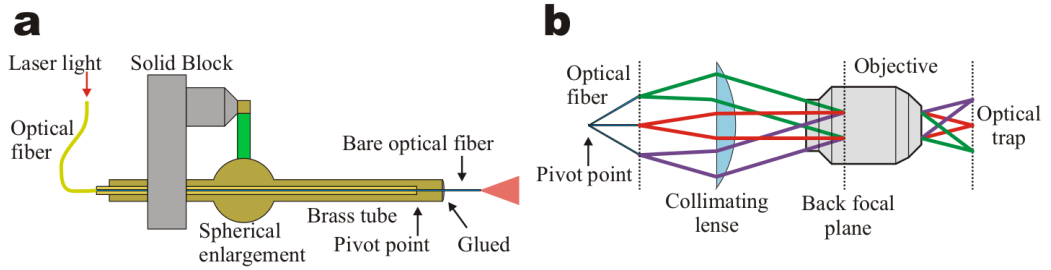 a
Laser light
Solid Block
Optical
fiber
Bare optical fiber
Brass tube
Spherical
enlargement
Pivot point
Glued
b
Optical
fiber
Objective
Optical
trap
Pivot point
Collimating
lense
Back focal
plane